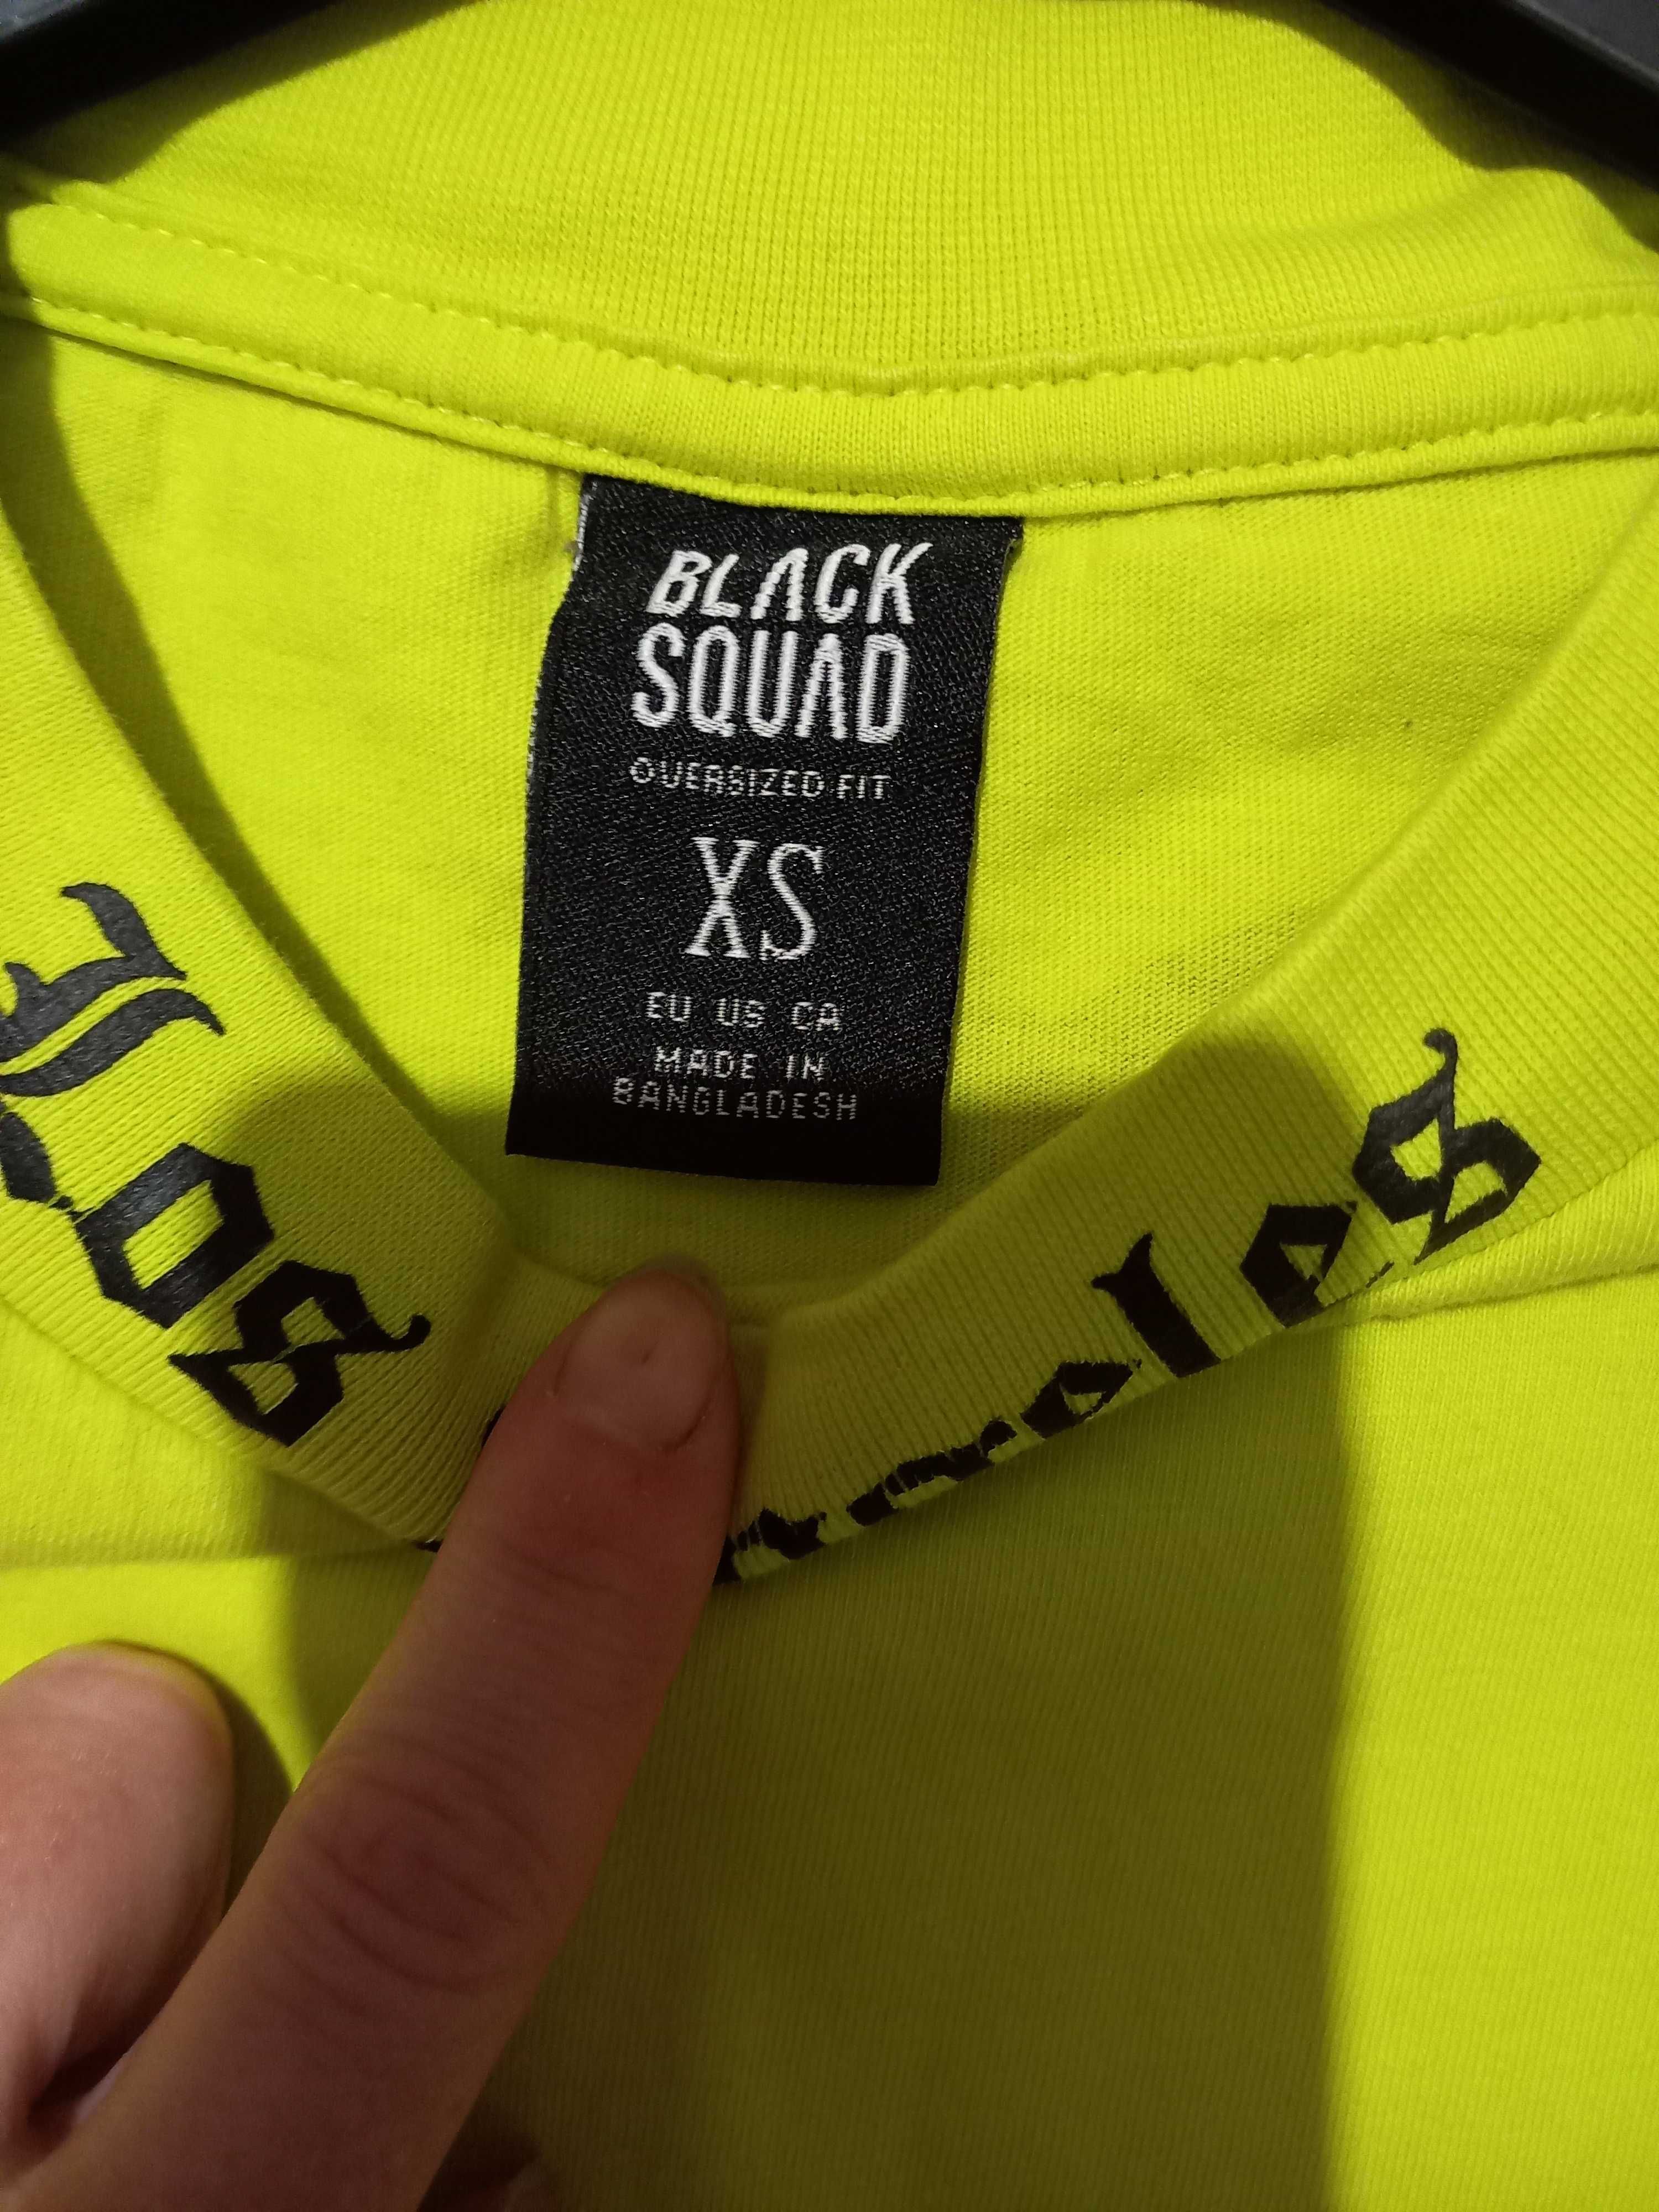 BLACK
SQUAD
OVERSIZED FIT
XS
EU US CA
MADE IN
BANGLADESH
Los